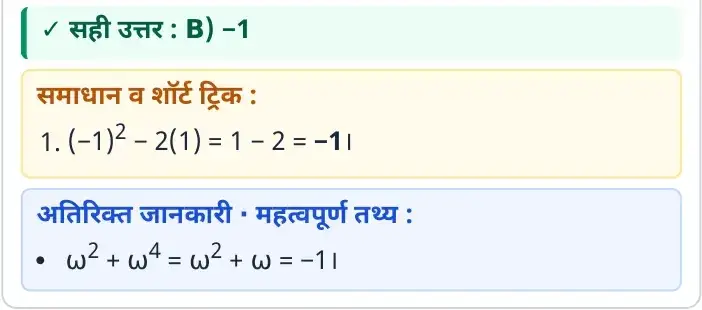 ✓ सही उत्तर : B) −1
समाधान व शॉर्ट ट्रिक :
1. (−1)² − 2(1) = 1 − 2 = −1।
अतिरिक्त जानकारी · महत्वपूर्ण तथ्य :
• ω² + ω⁴ = ω² + ω = −1।